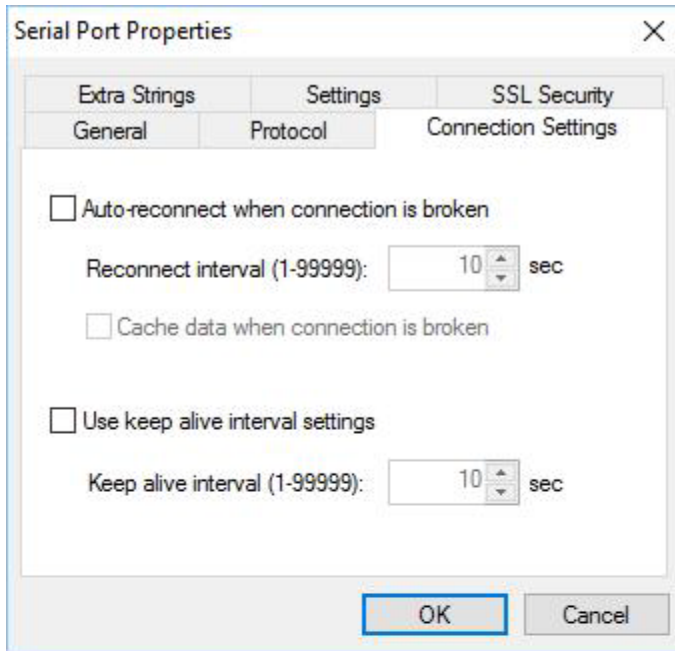 Serial Port Properties
Extra Strings Settings SSL Security
General Protocol Connection Settings
Auto-reconnect when connection is broken
Reconnect interval (1-99999): 10 sec
Cache data when connection is broken
Use keep alive interval settings
Keep alive interval (1-99999): 10 sec
OK Cancel